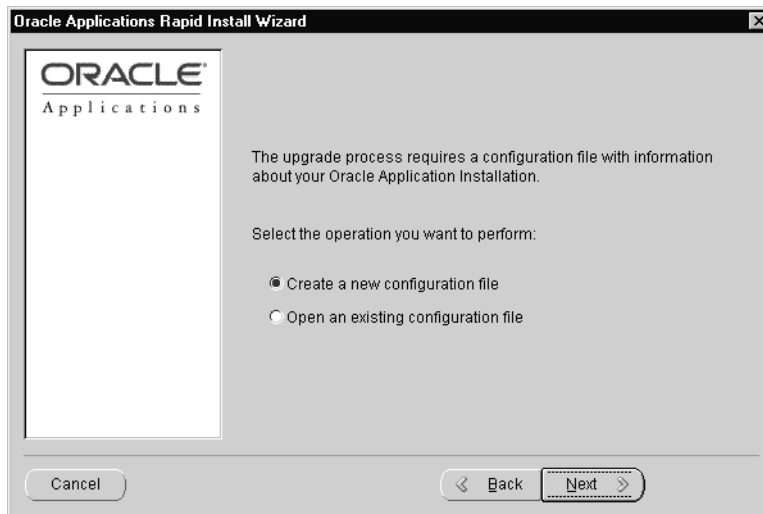 Oracle Applications Rapid Install Wizard
ORACLE
Applications
The upgrade process requires a configuration file with information
about your Oracle Application Installation.
Select the operation you want to perform:
Create a new configuration file
Open an existing configuration file
Cancel
Back
Next